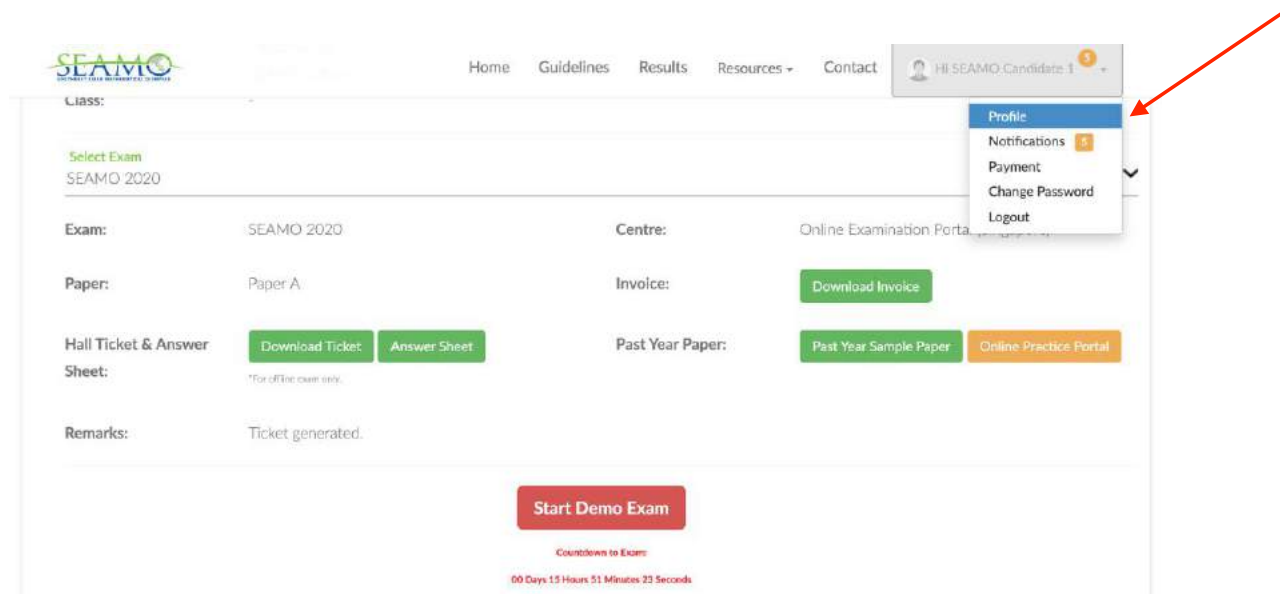 SEAMO
Home Guidelines Results Resources Contact Hi SEAMO Candidate 1 5
Class: -
Profile
Notifications 5
Payment
Change Password
Logout
Select Exam
SEAMO 2020
Exam: SEAMO 2020 Centre: Online Examination Portal
Paper: Paper A Invoice: Download Invoice
Hall Ticket & Answer Download Ticket Answer Sheet Past Year Paper: Past Year Sample Paper Online Practice Portal
Sheet: *For offline exam only.
Remarks: Ticket generated.
Start Demo Exam
Countdown to Exam:
00 Days 15 Hours 51 Minutes 23 Seconds